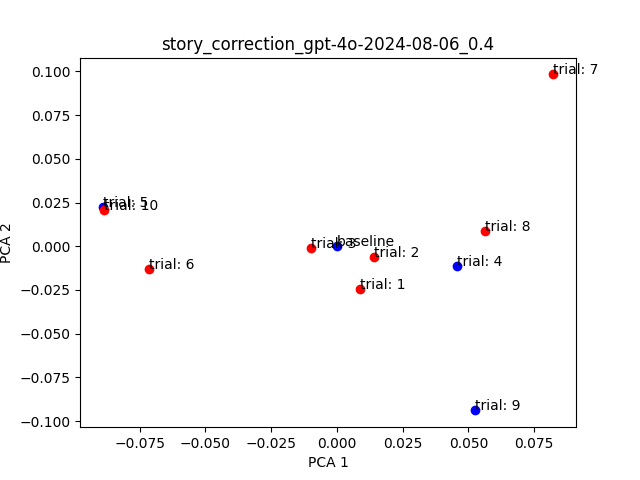 story_correction_gpt-4o-2024-08-06_0.4
PCA 2
0.100
0.075
0.050
0.025
0.000
−0.025
−0.050
−0.075
−0.100
trial: 7
trial: 5
trial: 10
trial: 8
baseline
trial: 3
trial: 2
trial: 4
trial: 6
trial: 1
trial: 9
−0.075
−0.050
−0.025
0.000
0.025
0.050
0.075
PCA 1